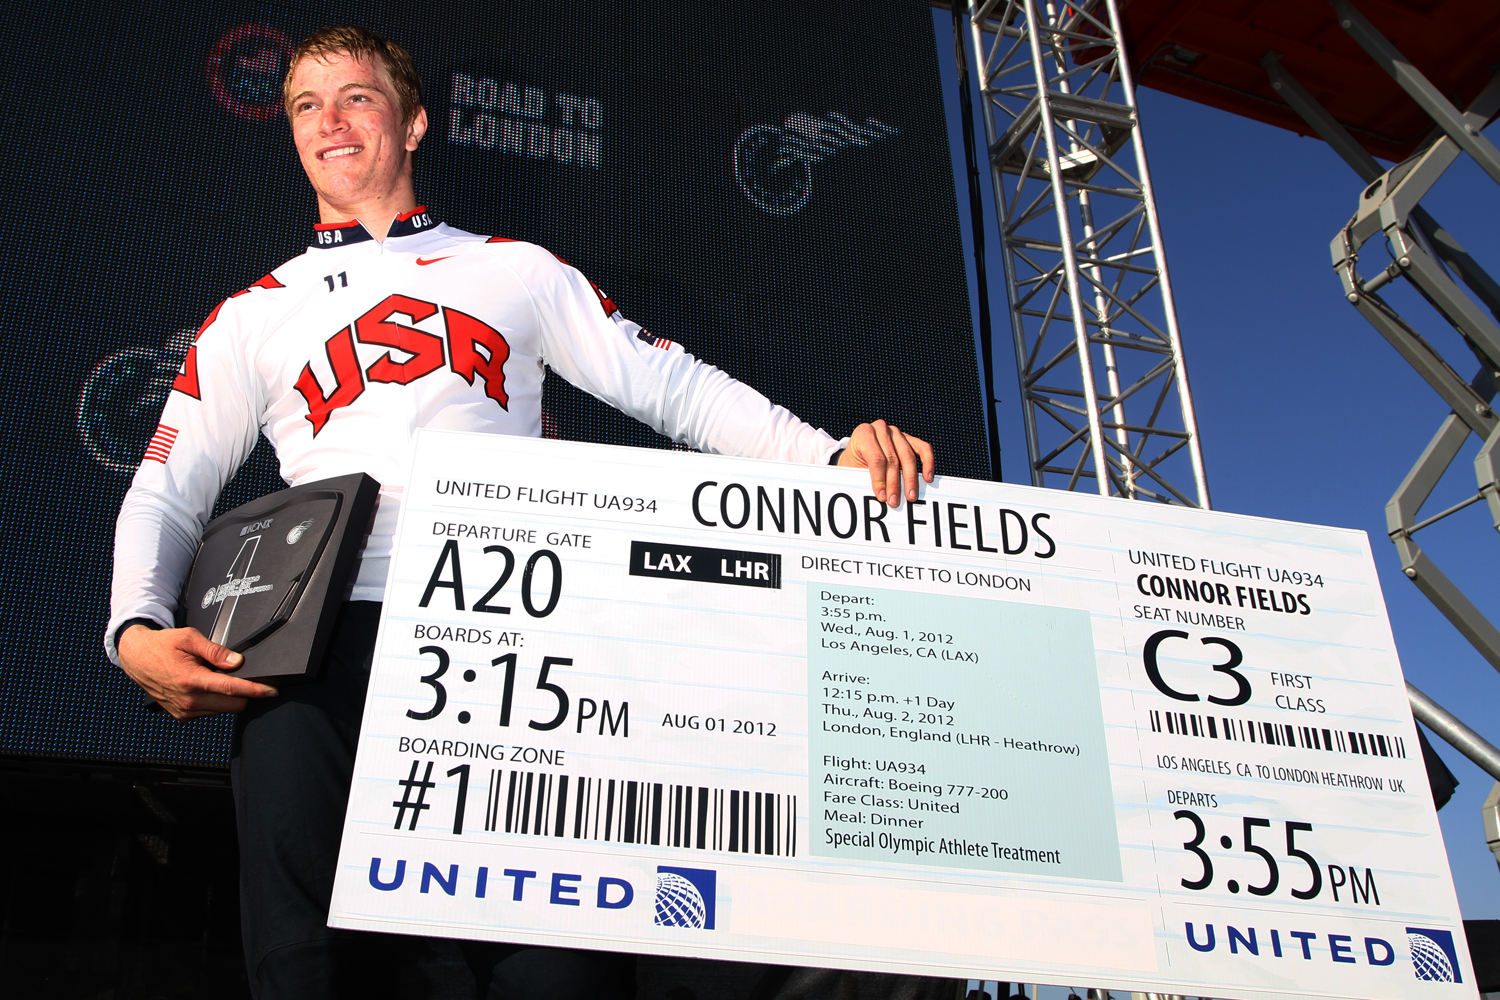 ROAD TO
LONDON
USA
USA
11
USA
UNITED FLIGHT UA934
CONNOR FIELDS
DEPARTURE GATE
A20
LAX LHR
DIRECT TICKET TO LONDON
BOARDS AT:
3:15PM
AUG 01 2012
BOARDING ZONE
#1
Depart:
3:55 p.m.
Wed., Aug. 1, 2012
Los Angeles, CA (LAX)
Arrive:
12:15 p.m. +1 Day
Thu., Aug. 2, 2012
London, England (LHR - Heathrow)
Flight: UA934
Aircraft: Boeing 777-200
Fare Class: United
Meal: Dinner
Special Olympic Athlete Treatment
UNITED
UNITED FLIGHT UA934
CONNOR FIELDS
SEAT NUMBER
C3 FIRST
CLASS
LOS ANGELES CA TO LONDON HEATHROW UK
DEPARTS
3:55PM
UNITED
1